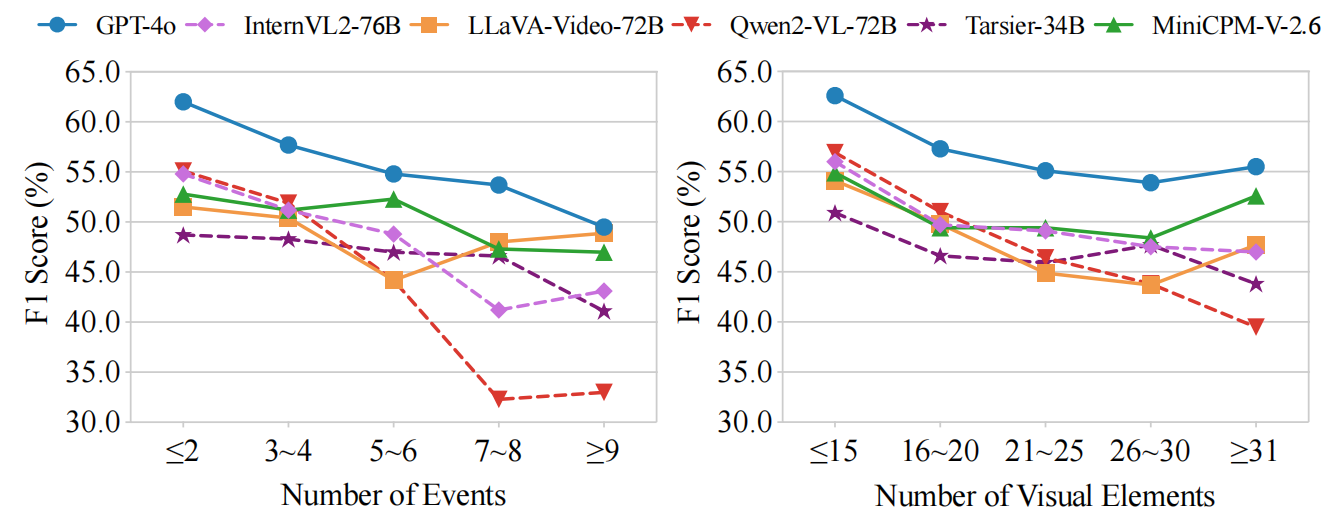 GPT-4o InternVL2-76B LLaVA-Video-72B Qwen2-VL-72B Tarsier-34B MiniCPM-V-2.6
F1 Score (%)
65.0
60.0
55.0
50.0
45.0
40.0
35.0
30.0
≤2 3~4 5~6 7~8 ≥9
Number of Events
F1 Score (%)
65.0
60.0
55.0
50.0
45.0
40.0
35.0
30.0
≤15 16~20 21~25 26~30 ≥31
Number of Visual Elements